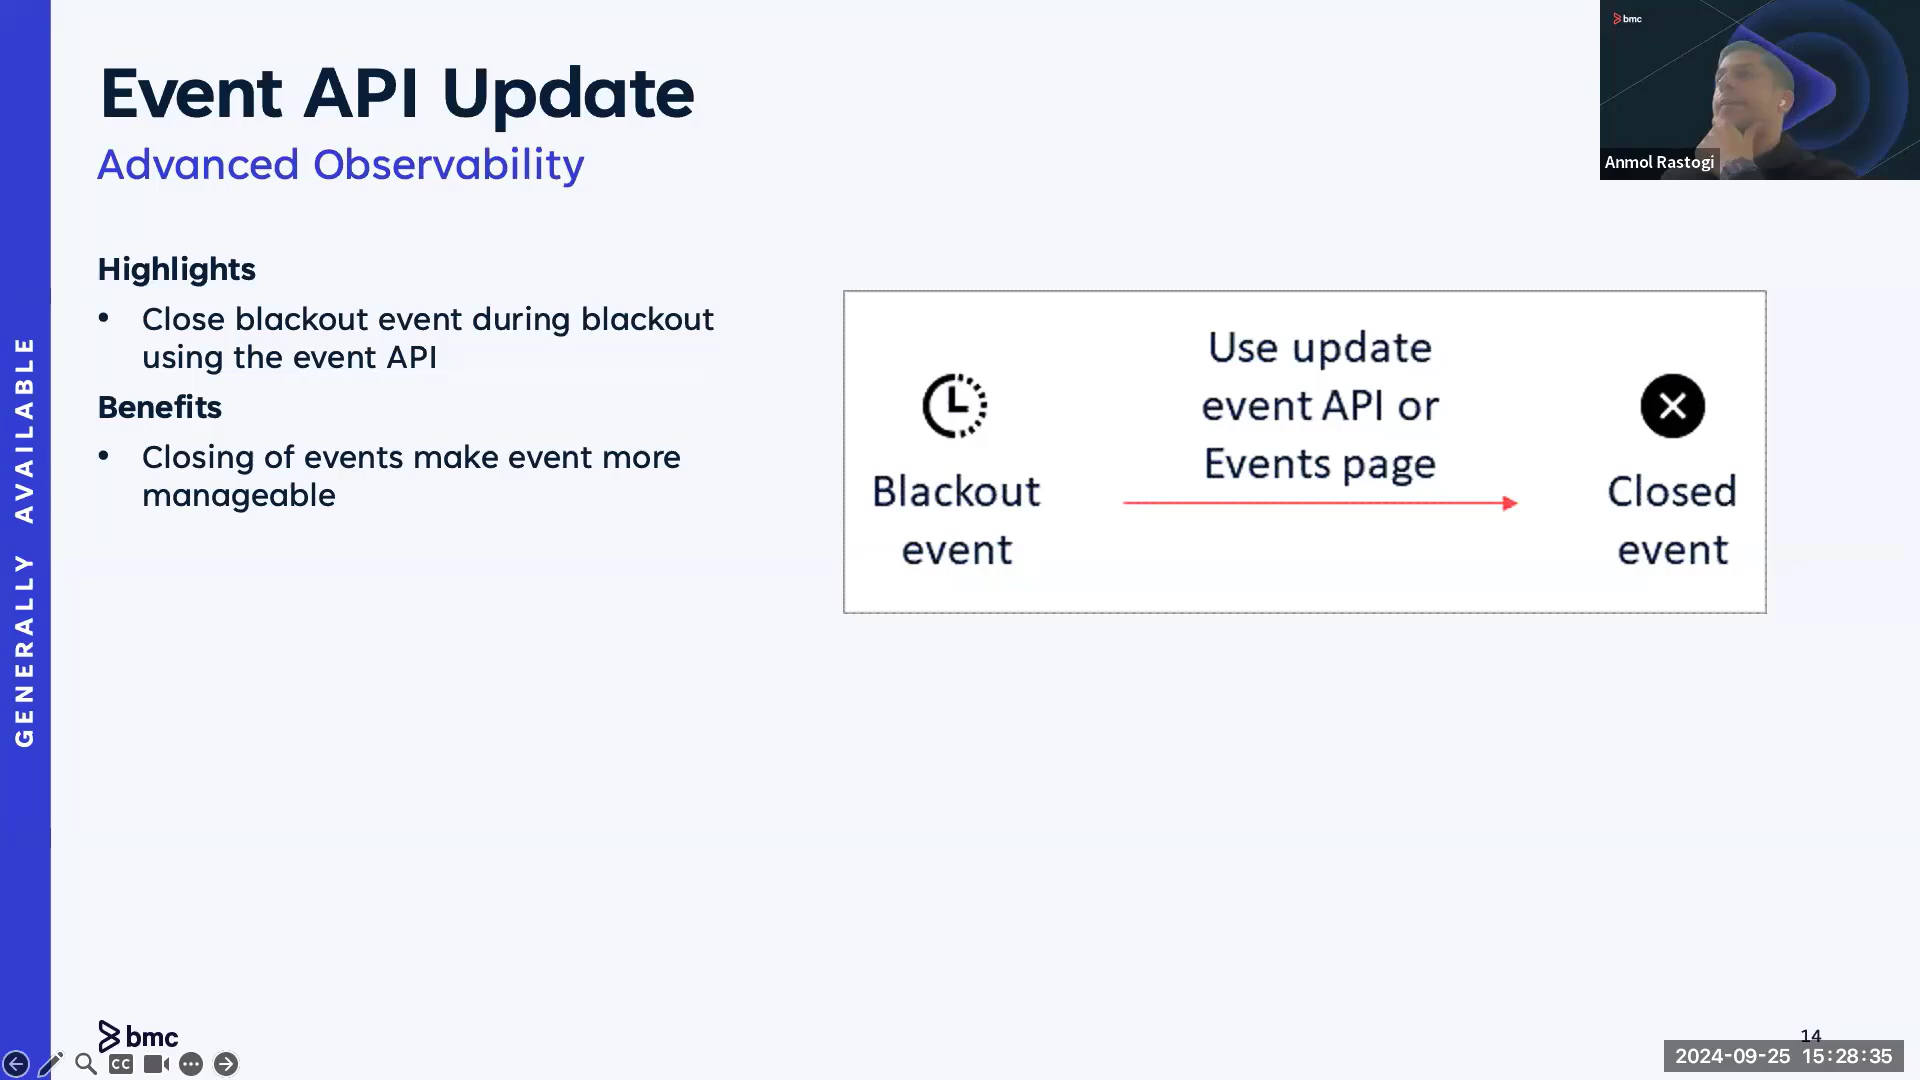 Event API Update
Advanced Observability
bmc
Anmol Rastogi
GENERALLY AVAILABLE
Highlights
• Close blackout event during blackout
using the event API
Benefits
• Closing of events make event more
manageable
Use update
event API or
Events page
Blackout
event
Closed
event
bmc
14
CC
2024-09-25 15:28:35